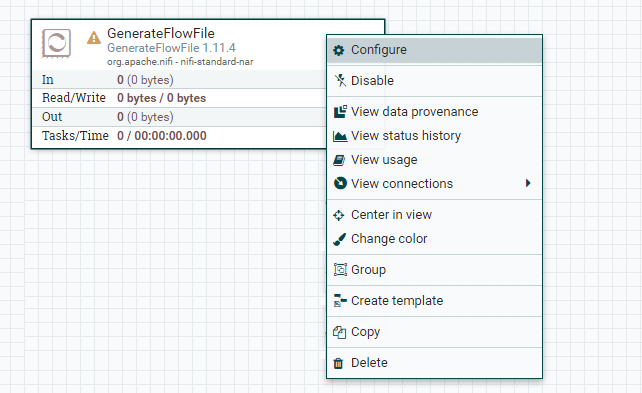 GenerateFlowFile
GenerateFlowFile 1.11.4
org.apache.nifi - nifi-standard-nar
In 0 (0 bytes)
Read/Write 0 bytes / 0 bytes
Out 0 (0 bytes)
Tasks/Time 0 / 00:00:00.000
Configure
Disable
View data provenance
View status history
View usage
View connections
Center in view
Change color
Group
Create template
Copy
Delete